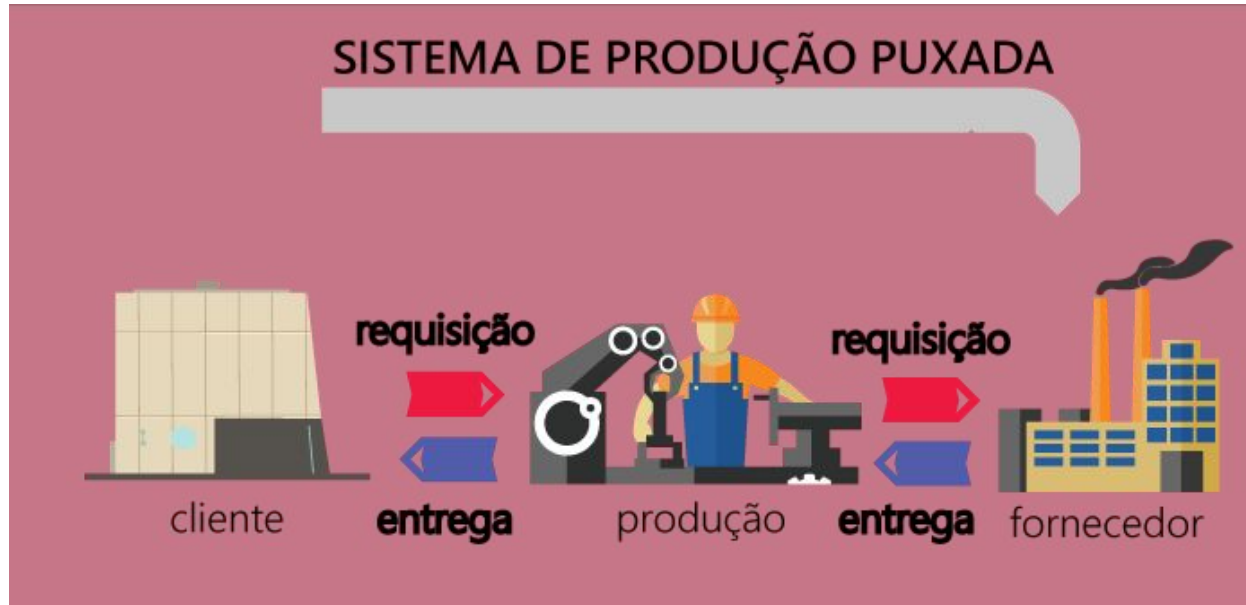 SISTEMA DE PRODUÇÃO PUXADA
requisição
requisição
cliente
entrega
produção
entrega
fornecedor